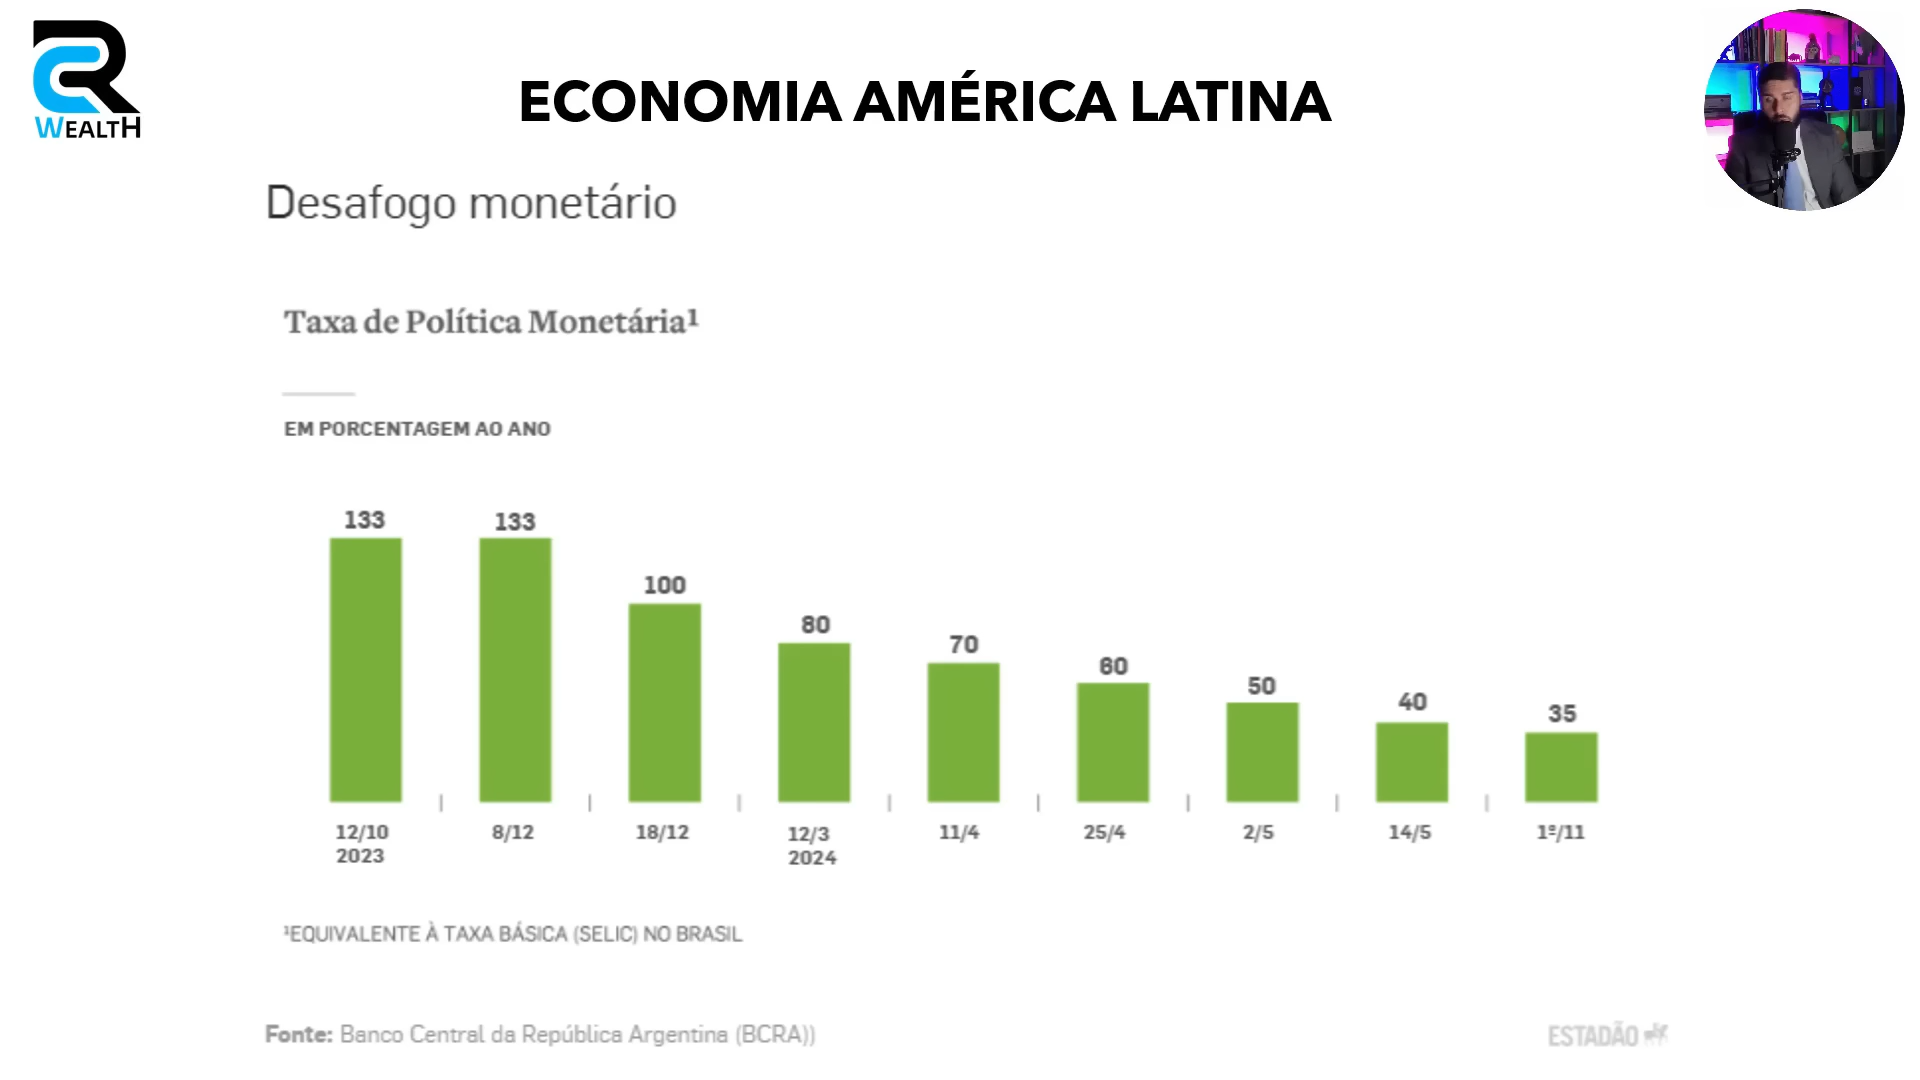 CR
WEALTH
ECONOMIA AMÉRICA LATINA
Desafogo monetário
Taxa de Política Monetária¹
EM PORCENTAGEM AO ANO
133
133
100
80
70
60
50
40
35
12/10
2023
8/12
18/12
12/3
2024
11/4
25/4
2/5
14/5
1º/11
¹EQUIVALENTE À TAXA BÁSICA (SELIC) NO BRASIL
Fonte: Banco Central da República Argentina (BCRA))
ESTADÃO